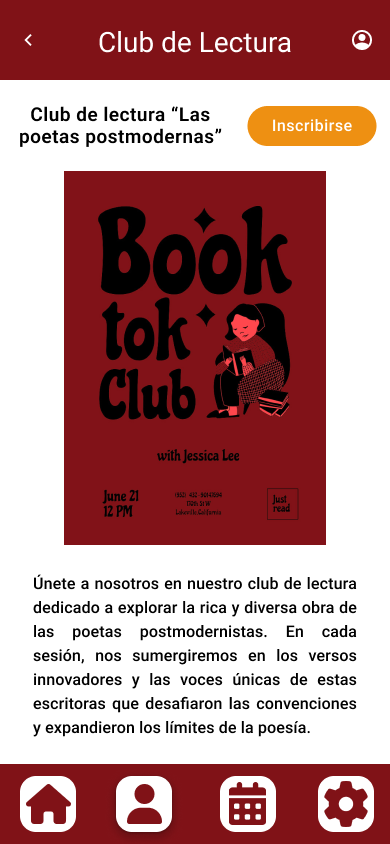 Club de Lectura
Club de lectura “Las
poetas postmodernas”
Inscribirse
Book
tok
Club
with Jessica Lee
June 21
12 PM
Just
read
Únete a nosotros en nuestro club de lectura
dedicado a explorar la rica y diversa obra de
las poetas postmodernistas. En cada
sesión, nos sumergiremos en los versos
innovadores y las voces únicas de estas
escritoras que desafiaron las convenciones
y expandieron los límites de la poesía.